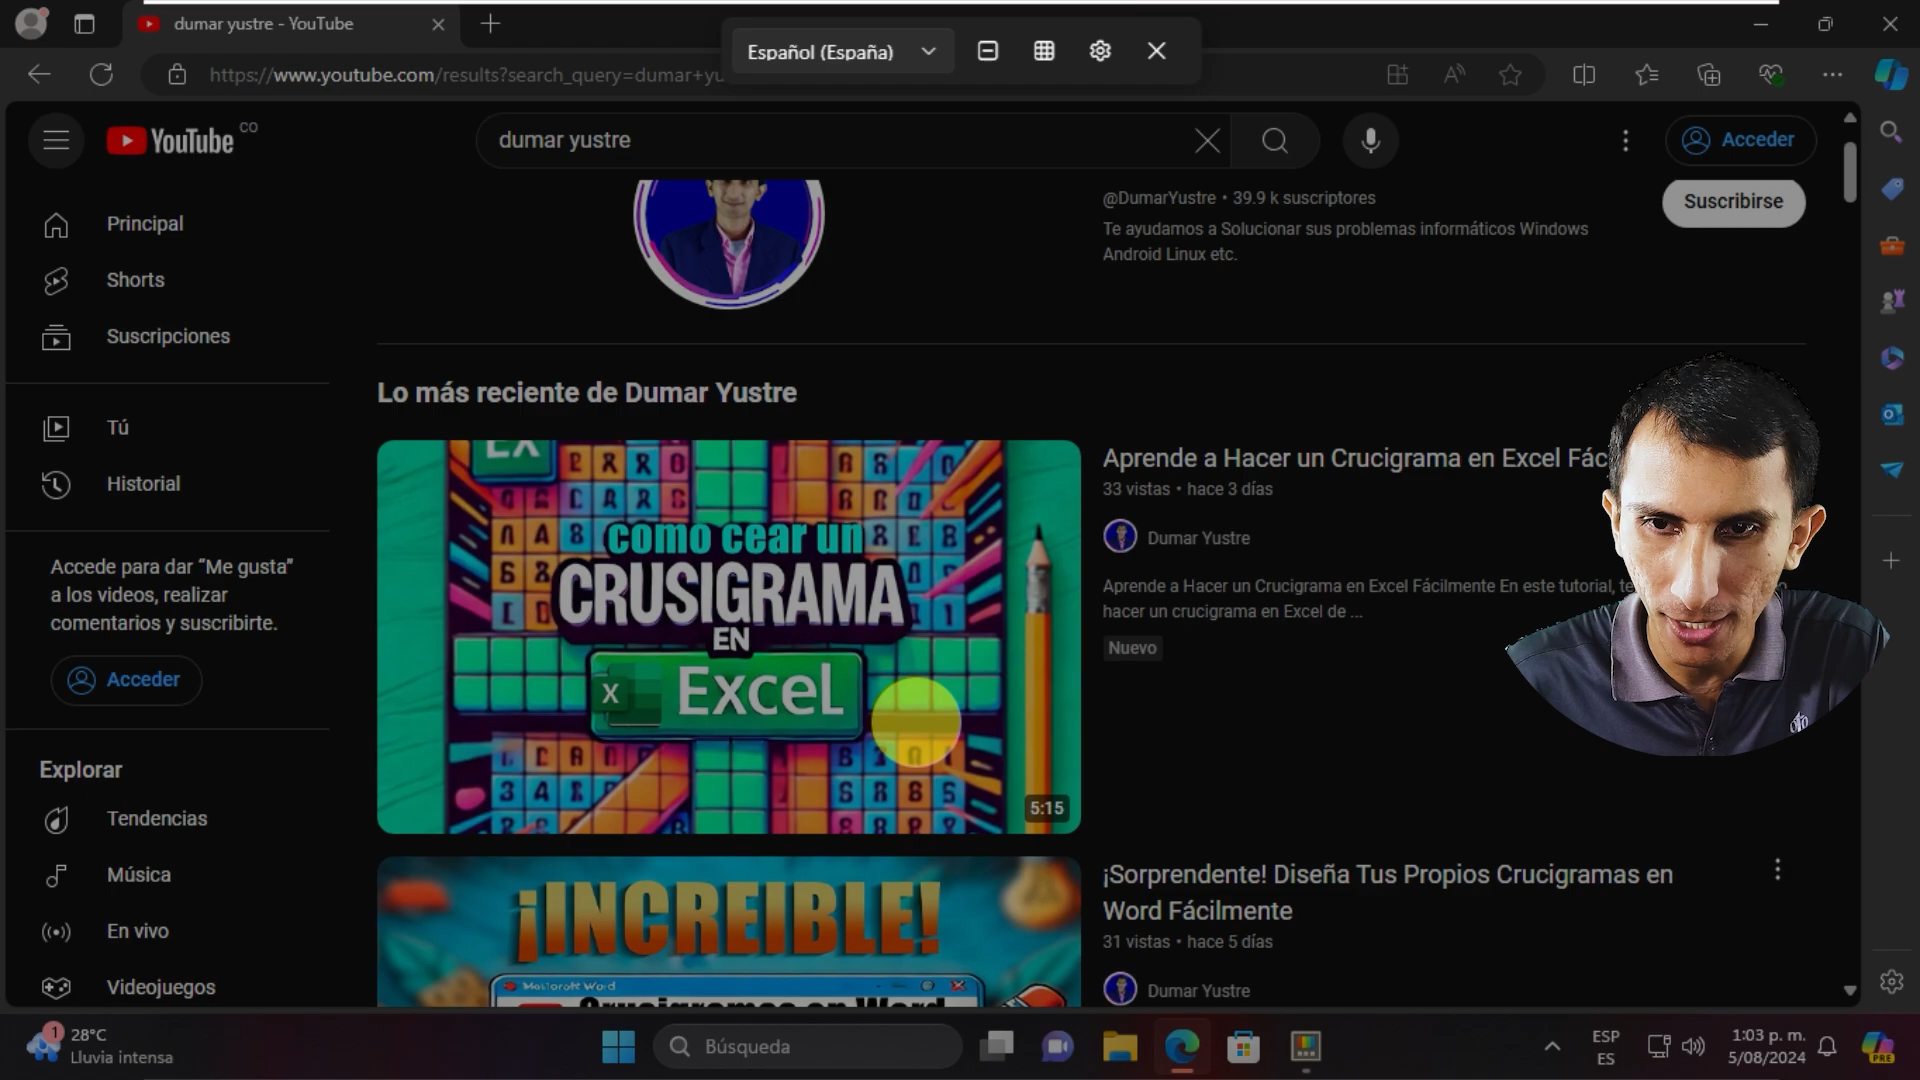 dumar yustre - YouTube
Español (España)
https://www.youtube.com/results?search_query=dumar+yu
YouTube CO
dumar yustre
Acceder
@DumarYustre • 39.9 k suscriptores
Suscribirse
Te ayudamos a Solucionar sus problemas informáticos Windows
Android Linux etc.
Principal
Shorts
Suscripciones
Tú
Historial
Accede para dar “Me gusta”
a los videos, realizar
comentarios y suscribirte.
Acceder
Explorar
Tendencias
Música
En vivo
Videojuegos
Lo más reciente de Dumar Yustre
como cear un
CRUSIGRAMA
EN
X Excel
5:15
Aprende a Hacer un Crucigrama en Excel Fác
33 vistas • hace 3 días
Dumar Yustre
Aprende a Hacer un Crucigrama en Excel Fácilmente En este tutorial, te
hacer un crucigrama en Excel de ...
Nuevo
¡INCREIBLE!
Crucigramas en Word
¡Sorprendente! Diseña Tus Propios Crucigramas en
Word Fácilmente
31 vistas • hace 5 días
Dumar Yustre
1
28°C
Lluvia intensa
Búsqueda
ESP
ES
1:03 p. m.
5/08/2024
PRE